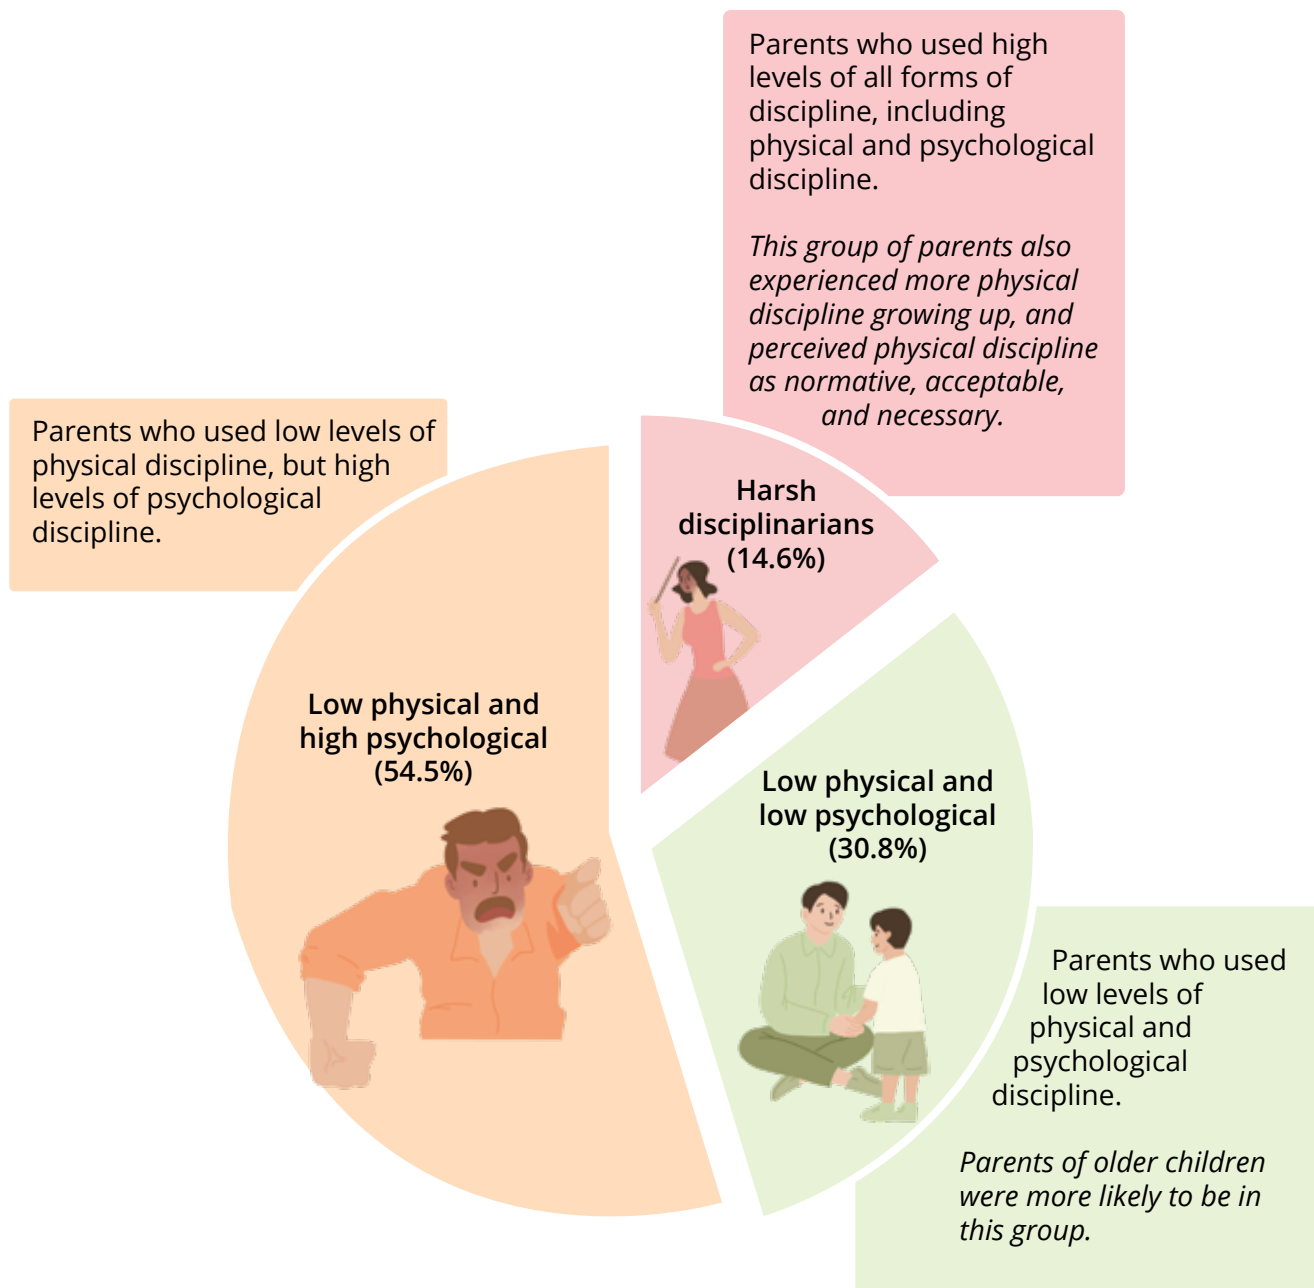 Parents who used high
levels of all forms of
discipline, including
physical and psychological
discipline.
This group of parents also
experienced more physical
discipline growing up, and
perceived physical discipline
as normative, acceptable,
and necessary.
Parents who used low levels of
physical discipline, but high
levels of psychological
discipline.
Harsh
disciplinarians
(14.6%)
Low physical and
high psychological
(54.5%)
Low physical and
low psychological
(30.8%)
Parents who used
low levels of
physical and
psychological
discipline.
Parents of older children
were more likely to be in
this group.